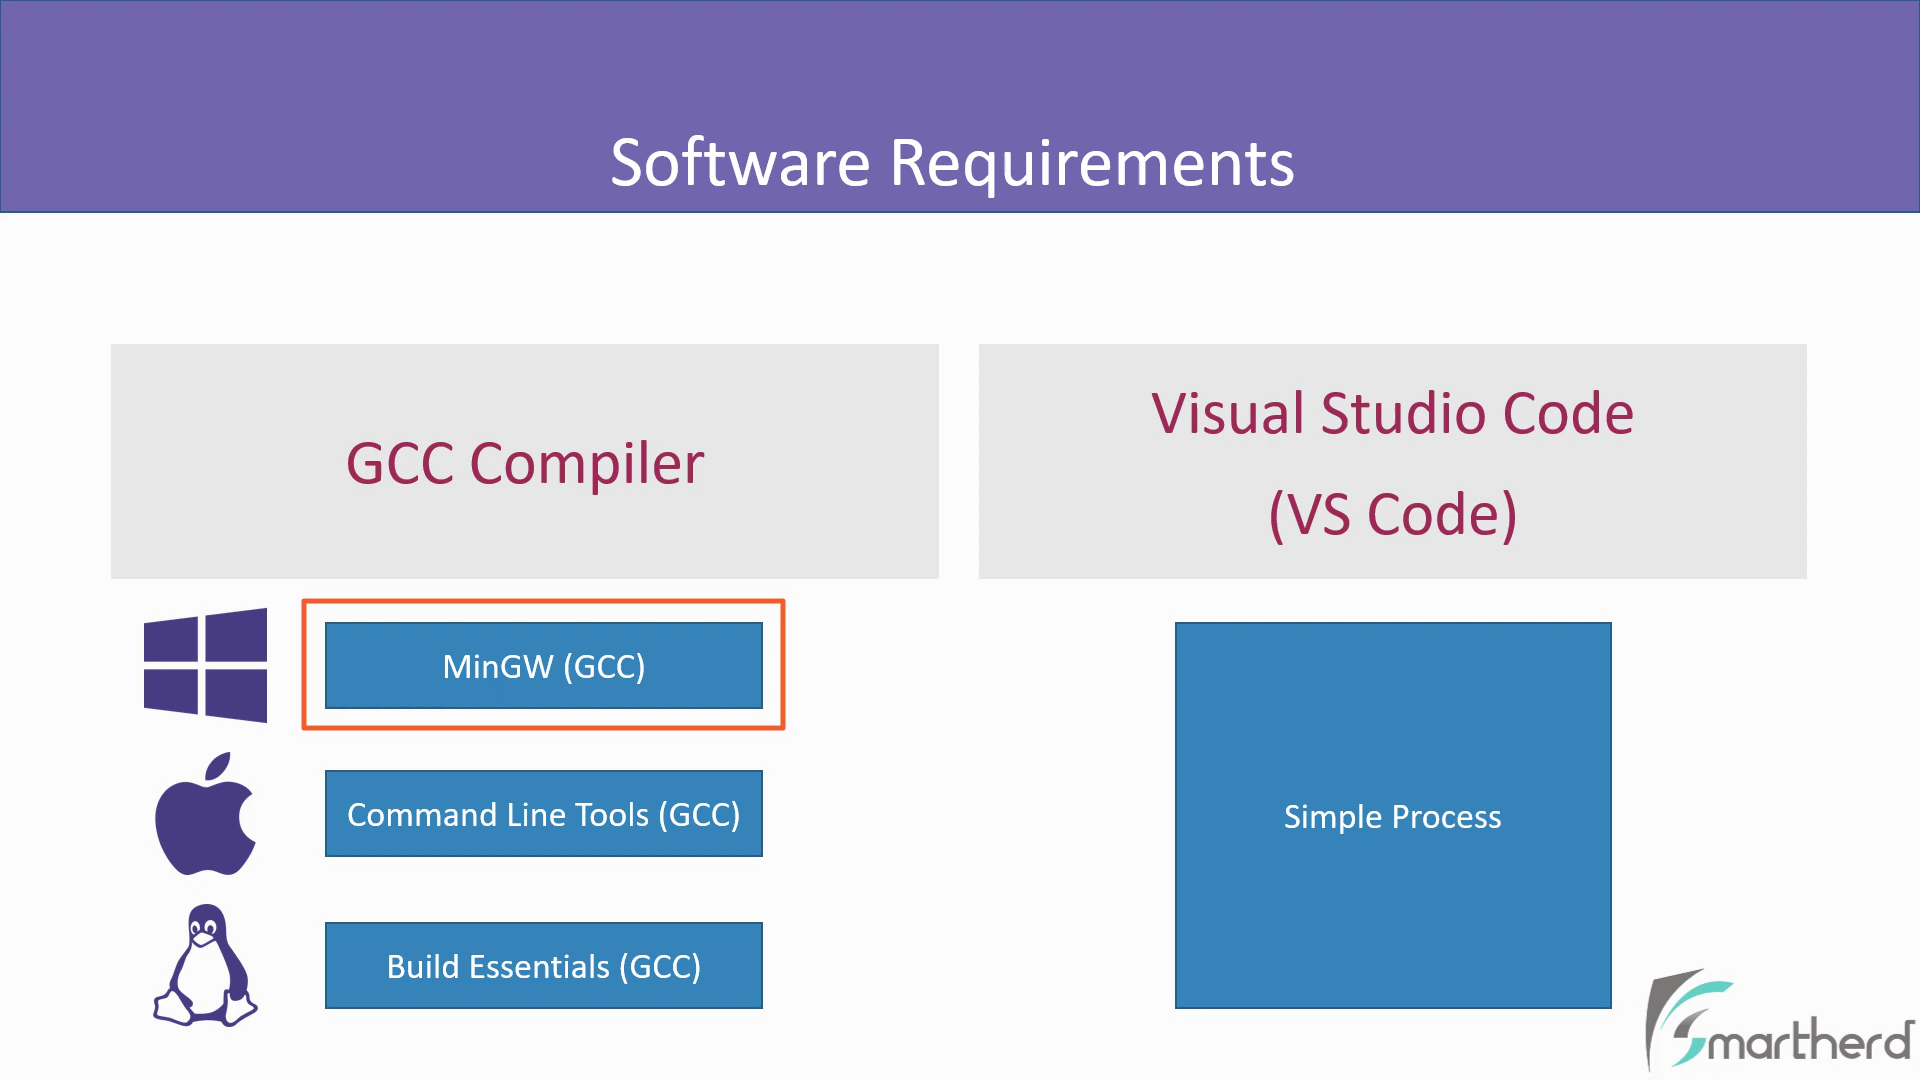 Software Requirements
GCC Compiler
Visual Studio Code
(VS Code)
MinGW (GCC)
Command Line Tools (GCC)
Build Essentials (GCC)
Simple Process
Smartherd